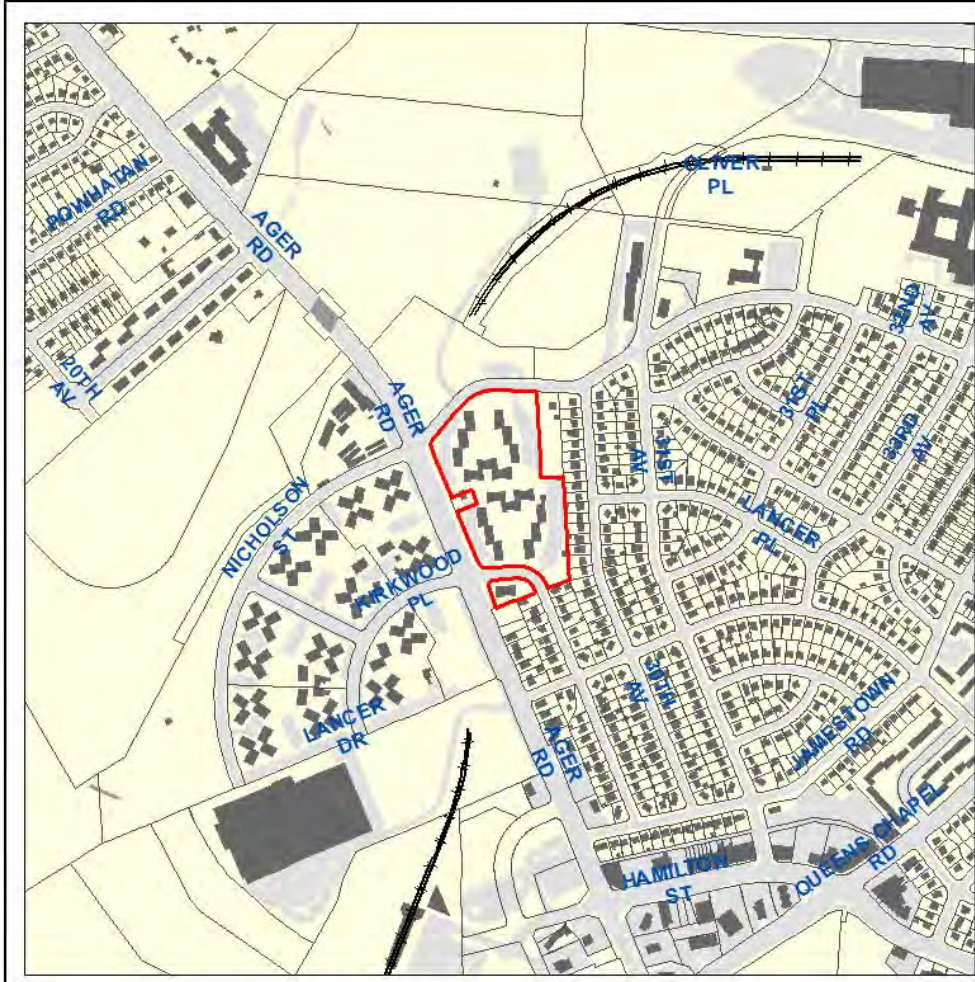 OLIVER
PL
POWHATAN
RD
AGER
RD
32ND
AV
20TH
AV
AGER
RD
31ST
PL
33RD
AV
31ST
AV
NICHOLSON
ST
LANCER
PL
KIRKWOOD
PL
30TH
AV
LANCER
DR
JAMESTOWN
RD
AGER
RD
QUEENS CHAPEL
RD
HAMILTON
ST